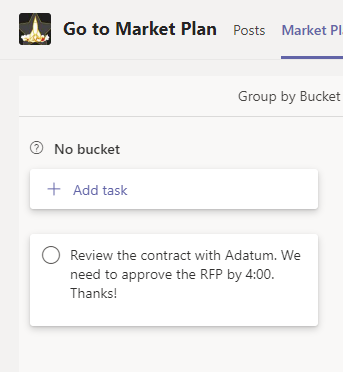 Go to Market Plan Posts Market Pl
Group by Bucket
No bucket
+ Add task
Review the contract with Adatum. We
need to approve the RFP by 4:00.
Thanks!